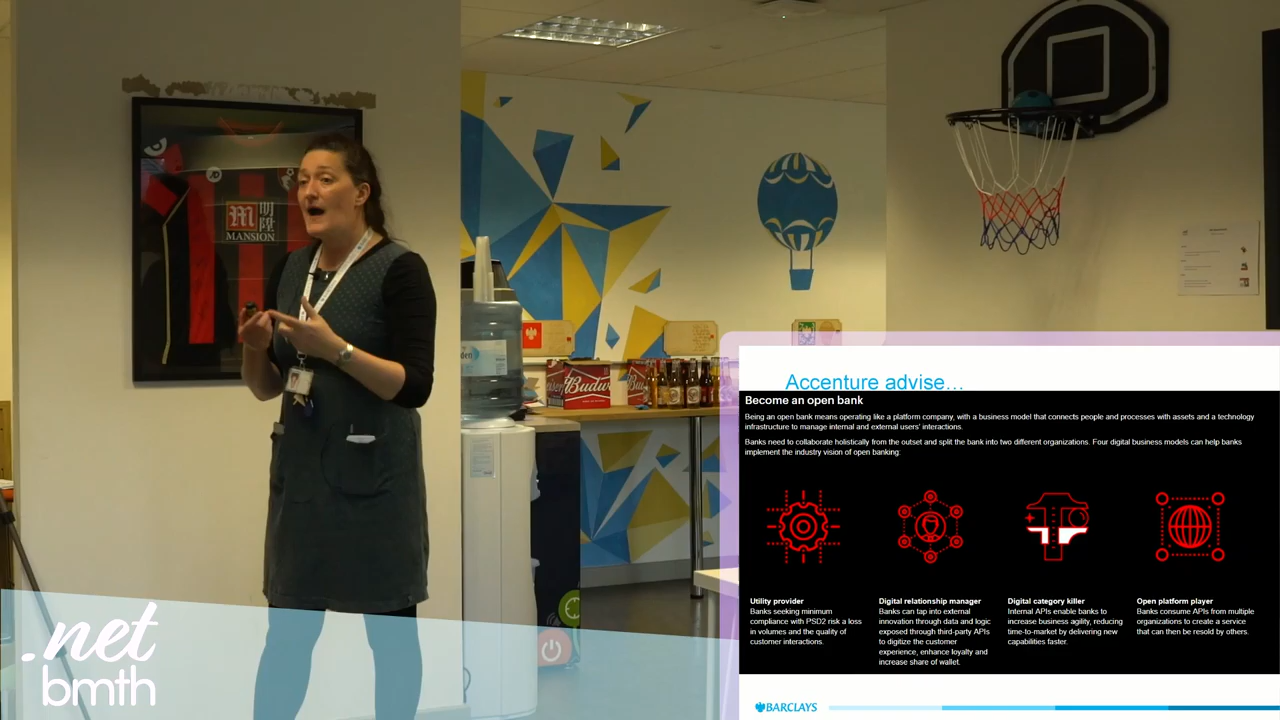 MANSION
Budw
Accenture advise...
Become an open bank
Being an open bank means operating like a platform company, with a business model that connects people and processes with assets and a technology
infrastructure to manage internal and external users' interactions.
Banks need to collaborate holistically from the outset and split the bank into two different organizations. Four digital business models can help banks
implement the industry vision of open banking:
Utility provider
Banks seeking minimum
compliance with PSD2 risk a loss
in volumes and the quality of
customer interactions.
Digital relationship manager
Banks can tap into external
innovation through data and logic
exposed through third-party APIs
to digitize the customer
experience, enhance loyalty and
increase share of wallet.
Digital category killer
Internal APIs enable banks to
increase business agility, reducing
time-to-market by delivering new
capabilities faster.
Open platform player
Banks consume APIs from multiple
organizations to create a service
that can then be resold by others.
BARCLAYS
.net
bmth